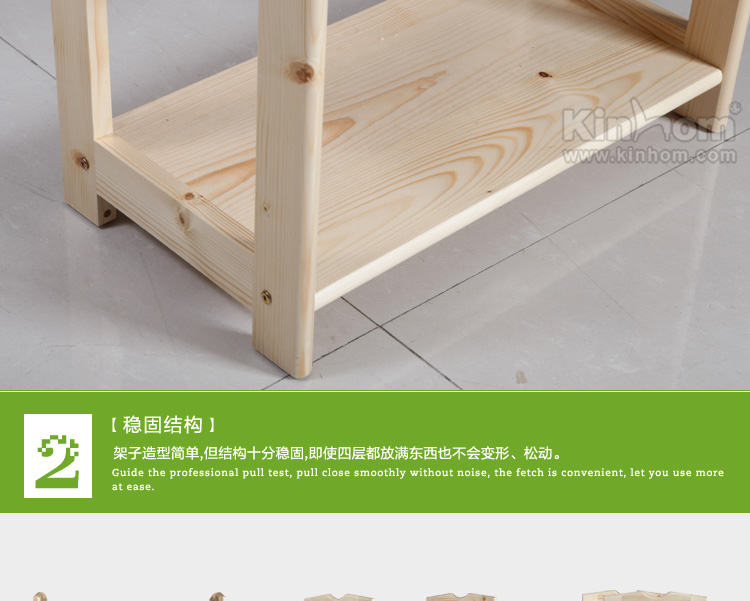 Kinhom
www.kinhom.com
2
【稳固结构】
架子造型简单,但结构十分稳固,即使四层都放满东西也不会变形、松动。
Guide the professional pull test, pull close smoothly without noise, the fetch is convenient, let you use more
at ease.